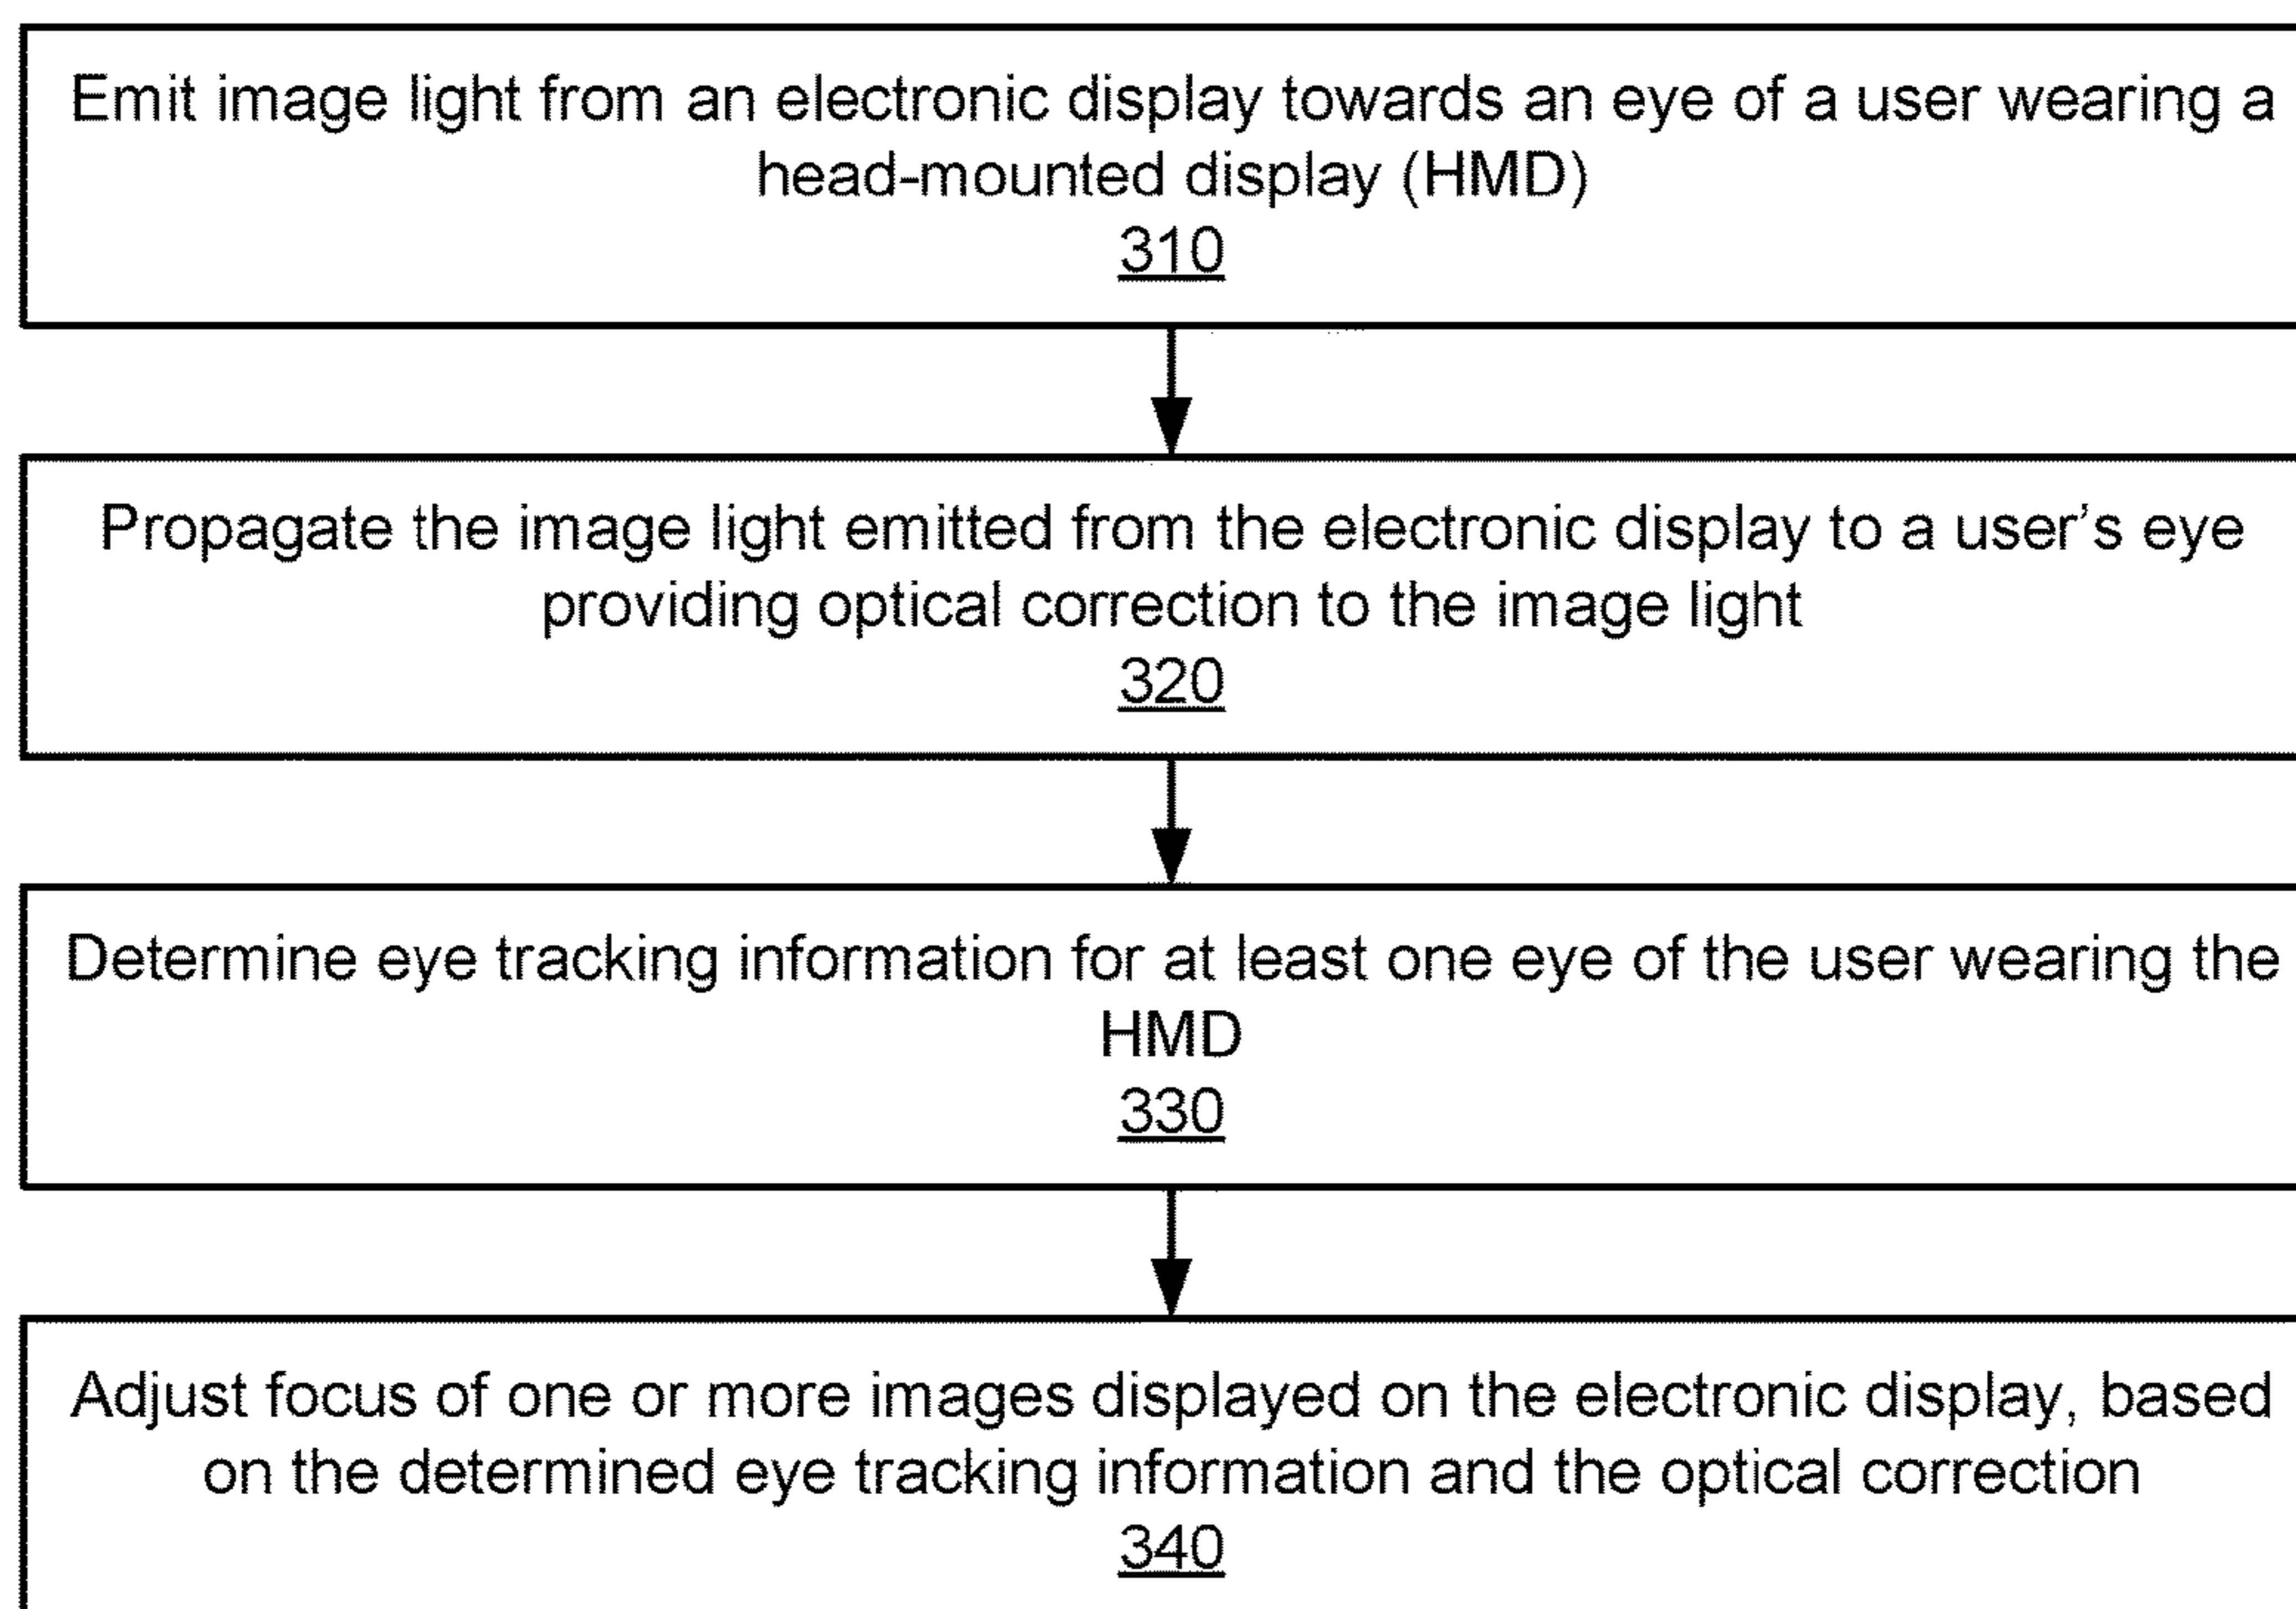 Emit image light from an electronic display towards an eye of a user wearing a
head-mounted display (HMD)
310
Propagate the image light emitted from the electronic display to a user's eye
providing optical correction to the image light
320
Determine eye tracking information for at least one eye of the user wearing the
HMD
330
Adjust focus of one or more images displayed on the electronic display, based
on the determined eye tracking information and the optical correction
340